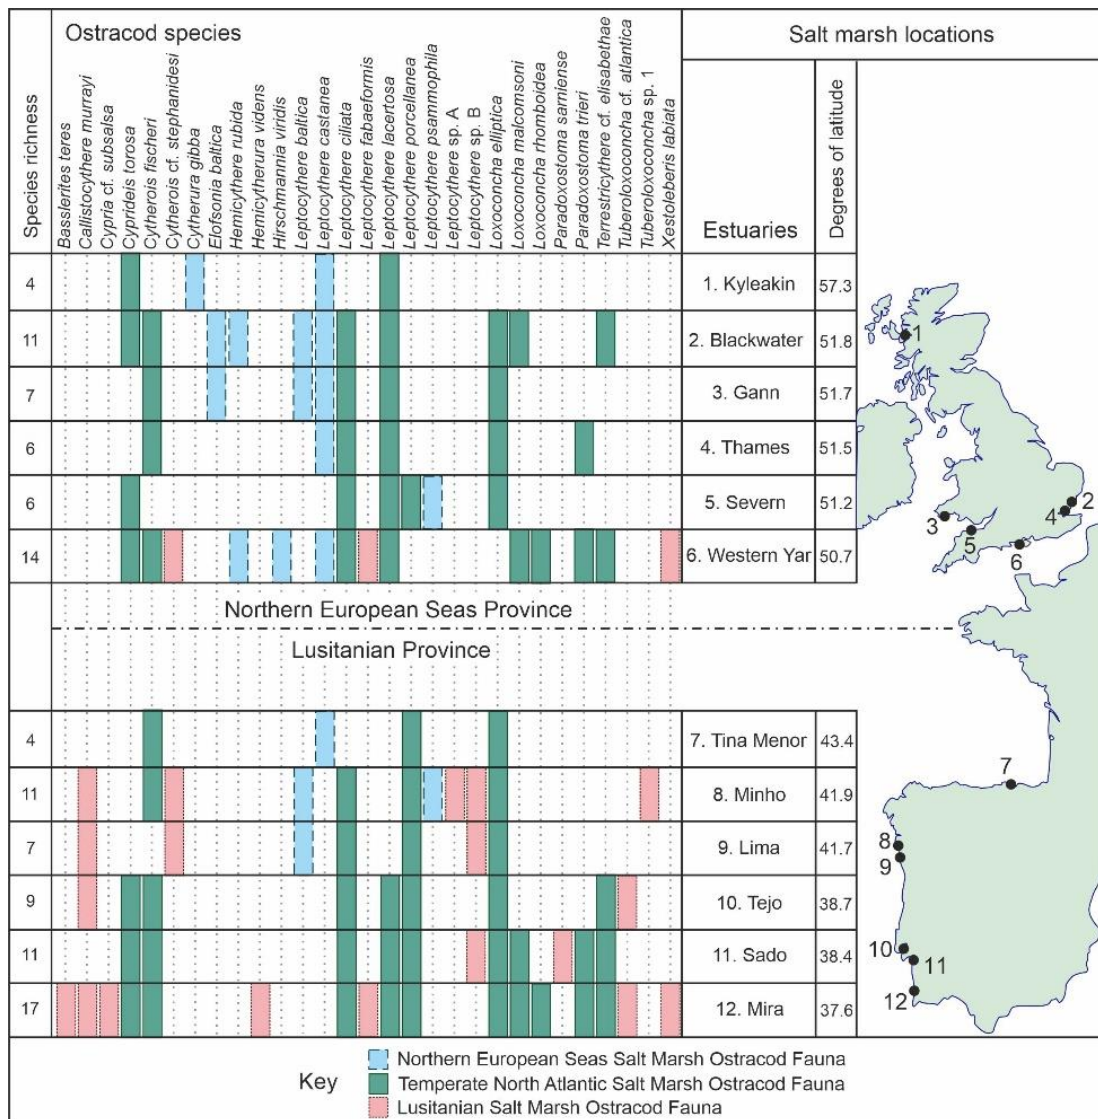 Ostracod species
Salt marsh locations
Species richness
Basslerites teres
Callistocythere murrayi
Cypria cf. subsalsa
Cyprideis torosa
Cytherois fischeri
Cytherois cf. stephanidesi
Cytherura gibba
Elofsonia baltica
Hemicythere rubida
Hemicytherura videns
Hirschmannia viridis
Leptocythere baltica
Leptocythere castanea
Leptocythere ciliata
Leptocythere fabaeformis
Leptocythere lacertosa
Leptocythere porcellanea
Leptocythere psammophila
Leptocythere sp. A
Leptocythere sp. B
Loxoconcha elliptica
Loxoconcha malcomsoni
Loxoconcha rhomboidea
Paradoxostoma sarniense
Paradoxostoma trieri
Terrestricythere cf. elisabethae
Tuberoloxoconcha cf. atlantica
Tuberoloxoconcha sp. 1
Xestoleberis labiata
Estuaries
Degrees of latitude
4 1. Kyleakin 57.3
11 2. Blackwater 51.8
7 3. Gann 51.7
6 4. Thames 51.5
6 5. Severn 51.2
14 6. Western Yar 50.7
Northern European Seas Province
Lusitanian Province
4 7. Tina Menor 43.4
11 8. Minho 41.9
7 9. Lima 41.7
9 10. Tejo 38.7
11 11. Sado 38.4
17 12. Mira 37.6
1
2
4
3
5
6
7
8
9
10
11
12
Key
Northern European Seas Salt Marsh Ostracod Fauna
Temperate North Atlantic Salt Marsh Ostracod Fauna
Lusitanian Salt Marsh Ostracod Fauna